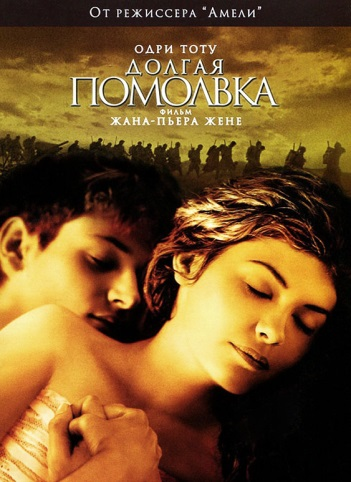 От режиссера "Амели"
Одри Тоту
Долгая
помолвка
фильм
Жана-Пьера Жене